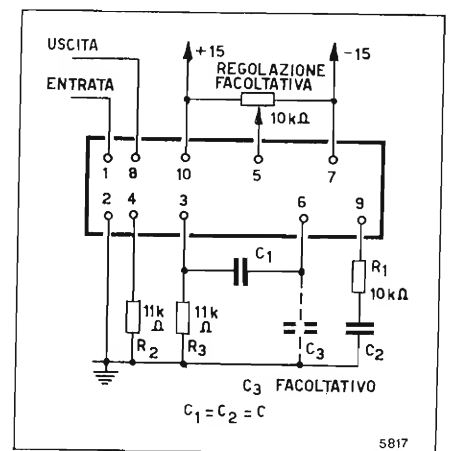 USCITA
+15
-15
ENTRATA
REGOLAZIONE
FACOLTATIVA
10kΩ
1 8 10 5 7
2 4 3 6 9
C1
R1
10kΩ
11k
Ω
R2
11k
Ω
R3
C3
C2
C3 FACOLTATIVO
C1=C2=C
5817